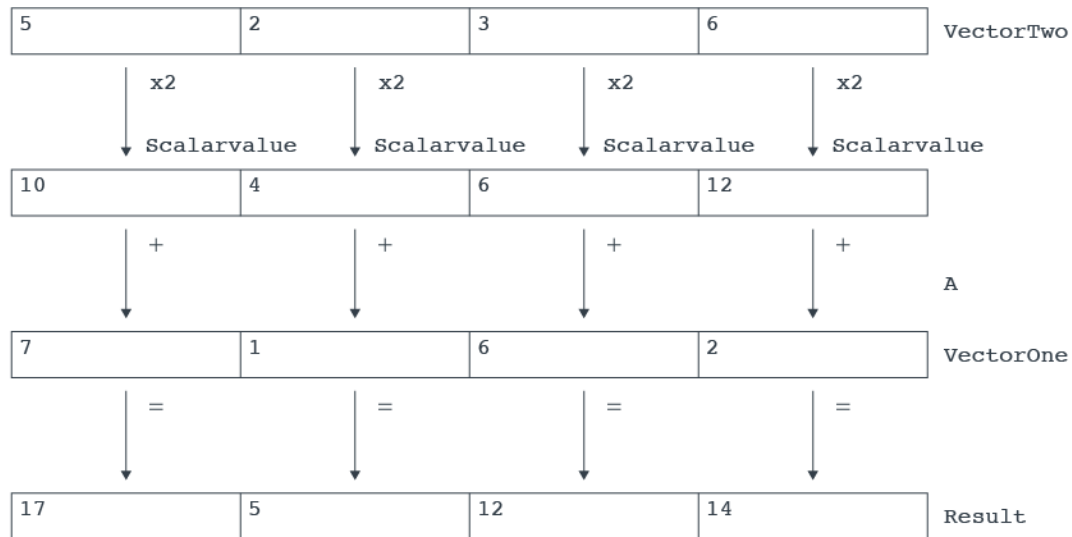 5 2 3 6 VectorTwo
x2 x2 x2 x2
Scalarvalue Scalarvalue Scalarvalue Scalarvalue
10 4 6 12
+ + + +
A
7 1 6 2 VectorOne
= = = =
17 5 12 14 Result